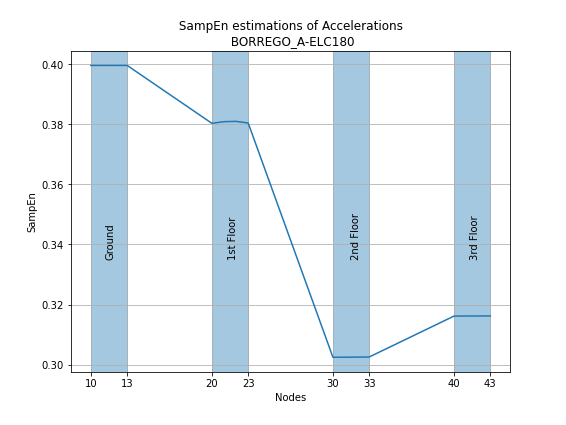 SampEn estimations of Accelerations
BORREGO_A-ELC180
0.40
0.38
0.36
0.34
0.32
0.30
SampEn
Ground
1st Floor
2nd Floor
3rd Floor
10 13 20 23 30 33 40 43
Nodes